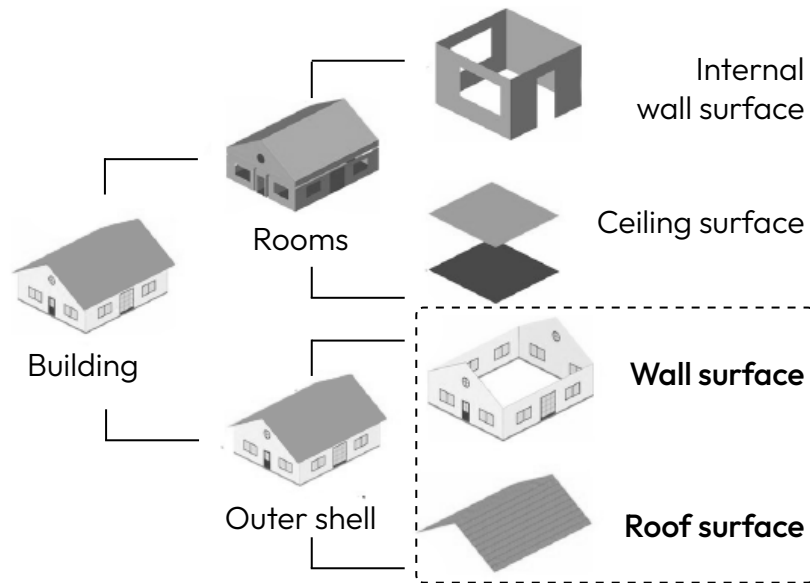 Internal
wall surface
Ceiling surface
Rooms
Building
Wall surface
Outer shell
Roof surface